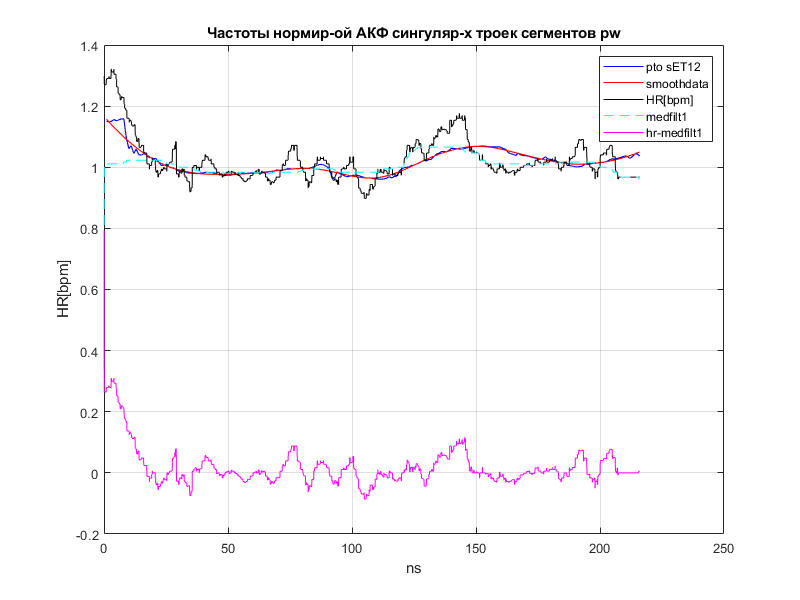 Частоты нормир-ой АКФ сингуляр-х троек сегментов pw
pto sET12
smoothdata
HR[bpm]
medfilt1
hr-medfilt1
1.4
1.2
1
0.8
0.6
0.4
0.2
0
-0.2
HR[bpm]
0
50
100
150
200
250
ns